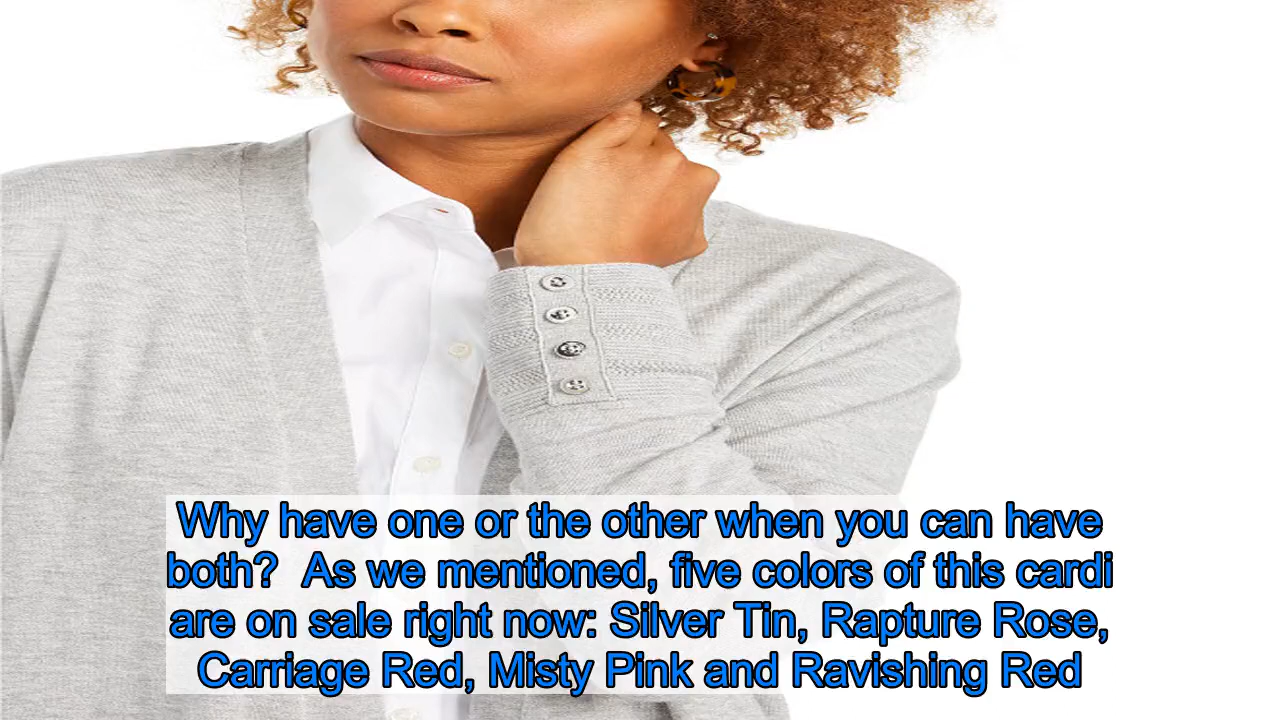 Why have one or the other when you can have
both?  As we mentioned, five colors of this cardi
are on sale right now: Silver Tin, Rapture Rose,
Carriage Red, Misty Pink and Ravishing Red